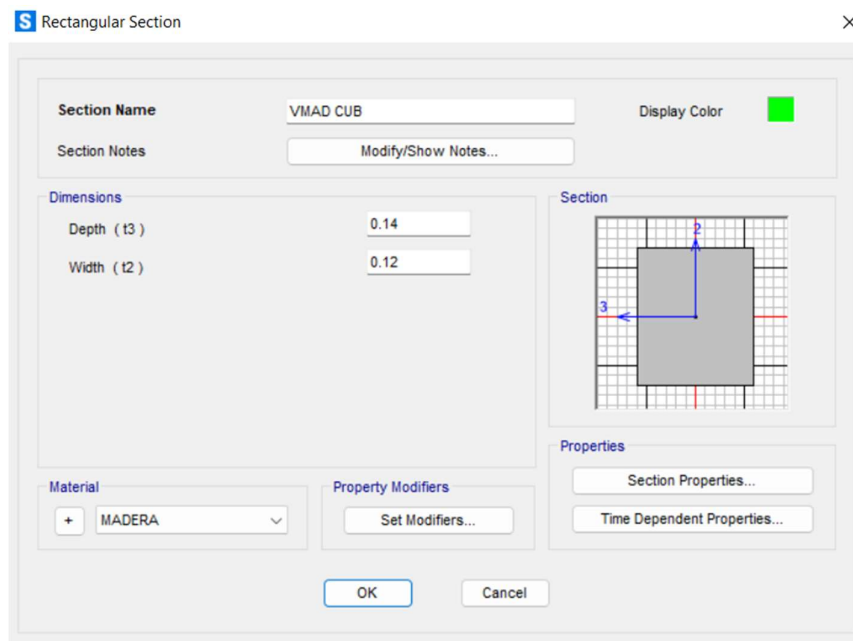 S Rectangular Section
Section Name VMAD CUB Display Color
Section Notes Modify/Show Notes...
Dimensions
Depth ( t3 ) 0.14
Width ( t2 ) 0.12
Section
2
3
Properties
Section Properties...
Time Dependent Properties...
Material
+ MADERA
Property Modifiers
Set Modifiers...
OK Cancel